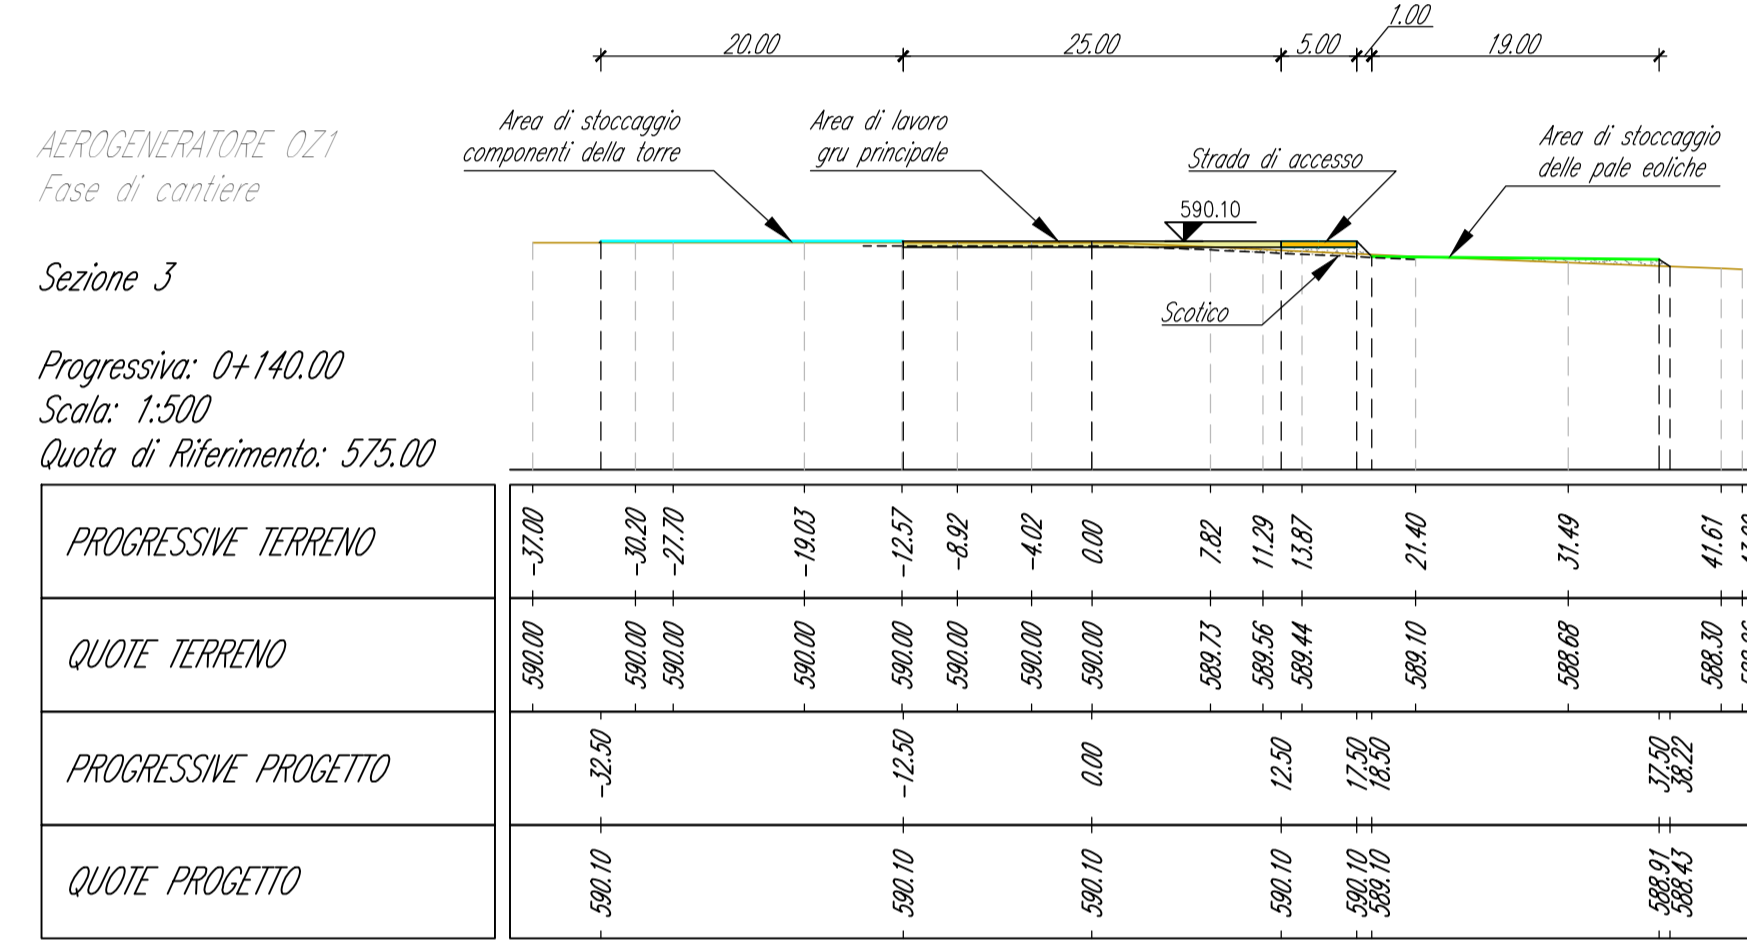 1.00
20.00 25.00 5.00 19.00
AEROGENERATORE OZ1
Fase di cantiere
Area di stoccaggio
componenti della torre
Area di lavoro
gru principale
Strada di accesso
Area di stoccaggio
delle pale eoliche
590.10
Scotico
Sezione 3
Progressiva: 0+140.00
Scala: 1:500
Quota di Riferimento: 575.00
PROGRESSIVE TERRENO -37.00 -30.20 -27.70 -19.03 -12.57 -8.92 -4.02 0.00 7.82 11.29 13.87 21.40 31.49 41.61
QUOTE TERRENO 590.00 590.00 590.00 590.00 590.00 590.00 590.00 590.00 589.73 589.56 589.44 589.10 588.68 588.30
PROGRESSIVE PROGETTO -32.50 -12.50 0.00 12.50 17.50 18.50 37.50 38.22
QUOTE PROGETTO 590.10 590.10 590.10 590.10 590.10 589.10 588.91 588.43